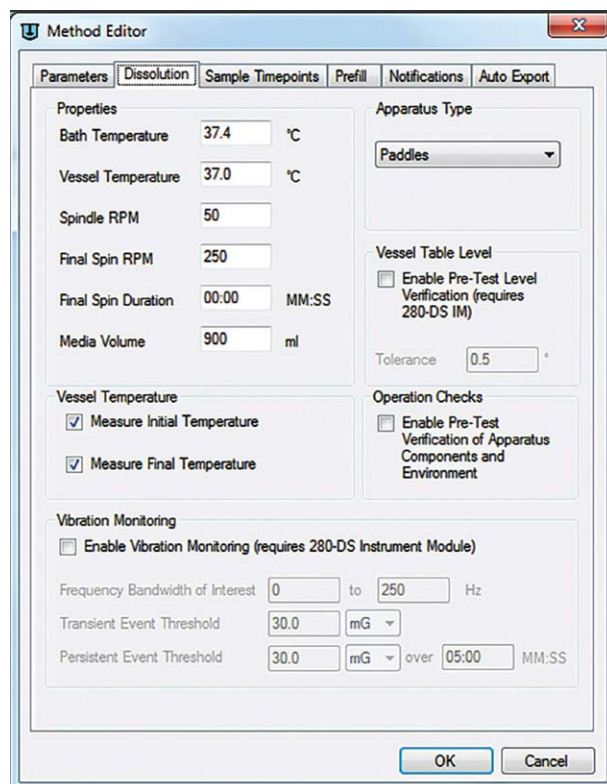 Method Editor
Parameters Dissolution Sample Timepoints Prefill Notifications Auto Export
Properties
Bath Temperature 37.4 °C
Vessel Temperature 37.0 °C
Spindle RPM 50
Final Spin RPM 250
Final Spin Duration 00:00 MM:SS
Media Volume 900 ml
Apparatus Type
Paddles
Vessel Table Level
Enable Pre-Test Level
Verification (requires
280-DS IM)
Tolerance 0.5 °
Vessel Temperature
Measure Initial Temperature
Measure Final Temperature
Operation Checks
Enable Pre-Test
Verification of Apparatus
Components and
Environment
Vibration Monitoring
Enable Vibration Monitoring (requires 280-DS Instrument Module)
Frequency Bandwidth of Interest 0 to 250 Hz
Transient Event Threshold 30.0 mG
Persistent Event Threshold 30.0 mG over 05:00 MM:SS
OK Cancel